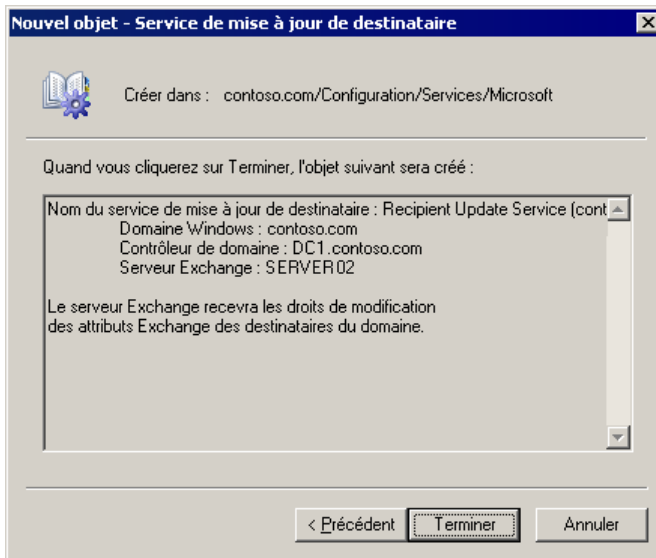 Nouvel objet - Service de mise à jour de destinataire
Créer dans : contoso.com/Configuration/Services/Microsoft
Quand vous cliquerez sur Terminer, l'objet suivant sera créé :
Nom du service de mise à jour de destinataire : Recipient Update Service (cont
Domaine Windows : contoso.com
Contrôleur de domaine : DC1.contoso.com
Serveur Exchange : SERVER02
Le serveur Exchange recevra les droits de modification
des attributs Exchange des destinataires du domaine.
< Précédent Terminer Annuler